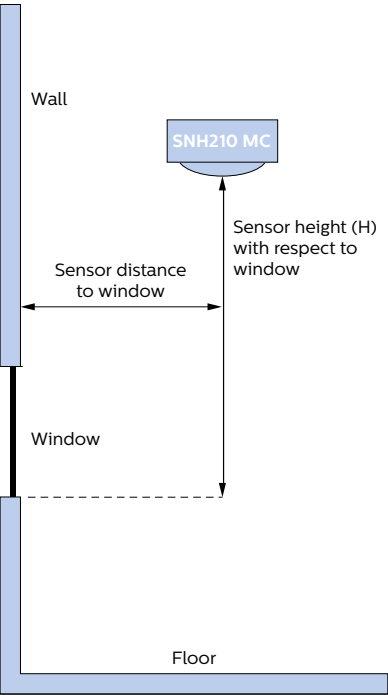 Wall
SNH210 MC
Sensor height (H)
with respect to
window
Sensor distance
to window
Window
Floor